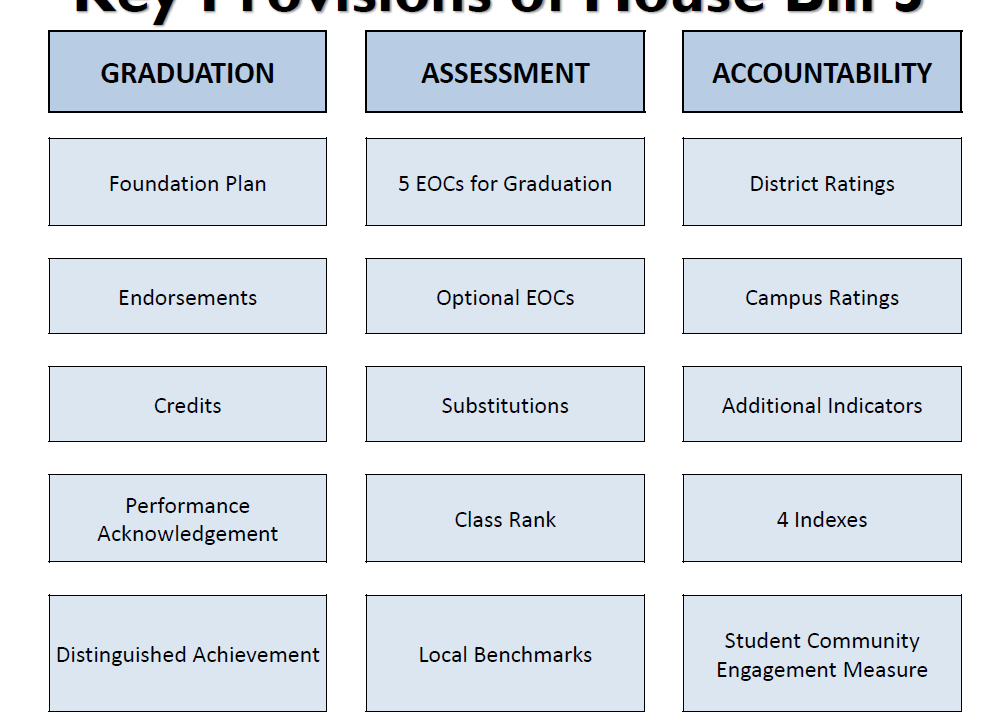 Key Provisions of House Bill
GRADUATION
Foundation Plan
Endorsements
Credits
Performance
Acknowledgement
Distinguished Achievement
ASSESSMENT
5 EOCs for Graduation
Optional EOCs
Substitutions
Class Rank
Local Benchmarks
ACCOUNTABILITY
District Ratings
Campus Ratings
Additional Indicators
4 Indexes
Student Community
Engagement Measure